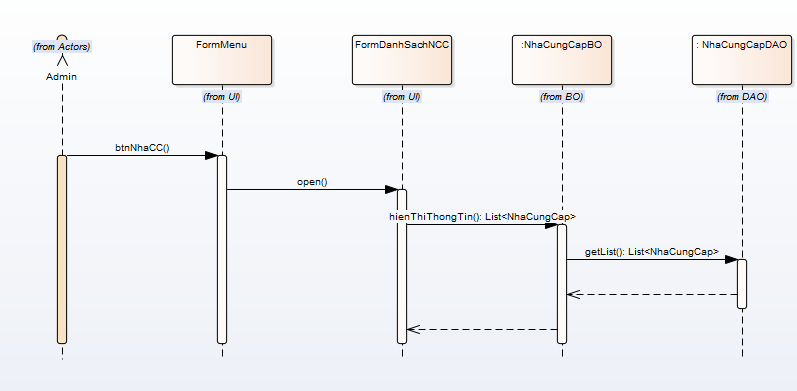 (from Actors)
Admin
FormMenu
(from UI)
FormDanhSachNCC
(from UI)
:NhaCungCapBO
(from BO)
: NhaCungCapDAO
(from DAO)
btnNhaCC()
open()
hienThiThongTin(): List<NhaCungCap>
getList(): List<NhaCungCap>